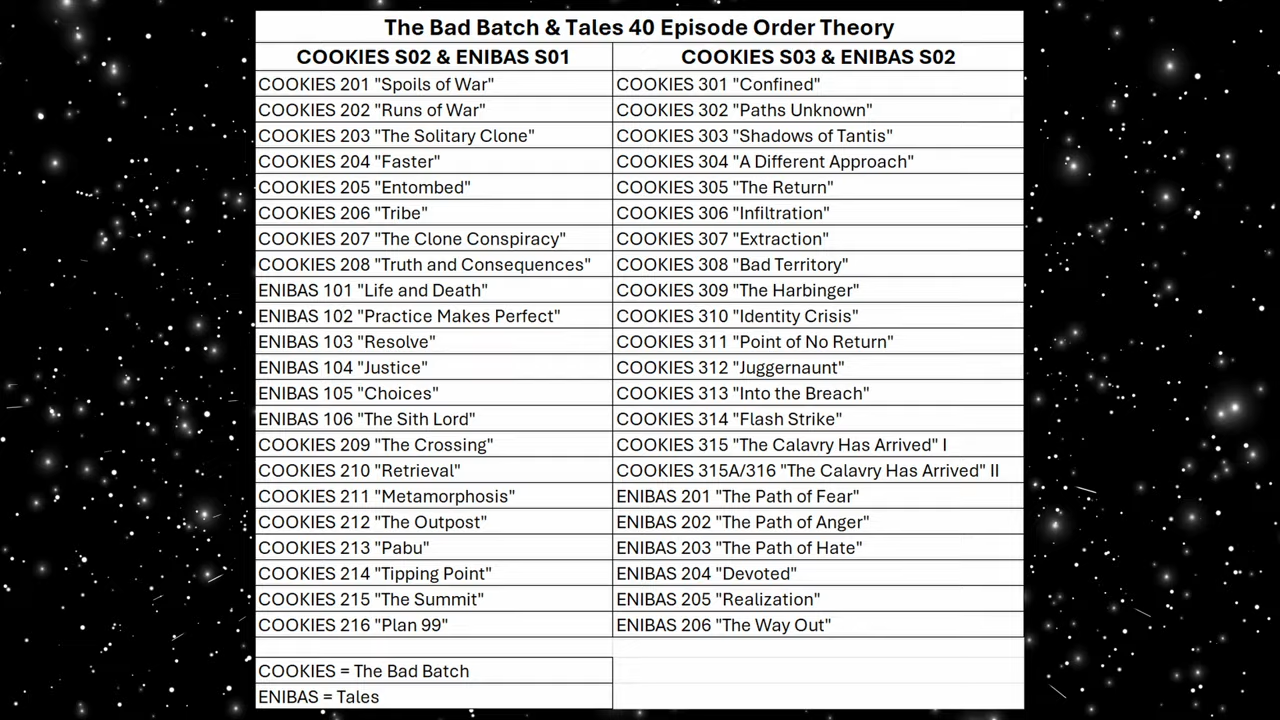 The Bad Batch & Tales 40 Episode Order Theory
COOKIES S02 & ENIBAS S01
COOKIES S03 & ENIBAS S02
COOKIES 201 "Spoils of War"
COOKIES 301 "Confined"
COOKIES 202 "Runs of War"
COOKIES 302 "Paths Unknown"
COOKIES 203 "The Solitary Clone"
COOKIES 303 "Shadows of Tantis"
COOKIES 204 "Faster"
COOKIES 304 "A Different Approach"
COOKIES 205 "Entombed"
COOKIES 305 "The Return"
COOKIES 206 "Tribe"
COOKIES 306 "Infiltration"
COOKIES 207 "The Clone Conspiracy"
COOKIES 307 "Extraction"
COOKIES 208 "Truth and Consequences"
COOKIES 308 "Bad Territory"
ENIBAS 101 "Life and Death"
COOKIES 309 "The Harbinger"
ENIBAS 102 "Practice Makes Perfect"
COOKIES 310 "Identity Crisis"
ENIBAS 103 "Resolve"
COOKIES 311 "Point of No Return"
ENIBAS 104 "Justice"
COOKIES 312 "Juggernaunt"
ENIBAS 105 "Choices"
COOKIES 313 "Into the Breach"
ENIBAS 106 "The Sith Lord"
COOKIES 314 "Flash Strike"
COOKIES 209 "The Crossing"
COOKIES 315 "The Calavry Has Arrived" I
COOKIES 210 "Retrieval"
COOKIES 315A/316 "The Calavry Has Arrived" II
COOKIES 211 "Metamorphosis"
ENIBAS 201 "The Path of Fear"
COOKIES 212 "The Outpost"
ENIBAS 202 "The Path of Anger"
COOKIES 213 "Pabu"
ENIBAS 203 "The Path of Hate"
COOKIES 214 "Tipping Point"
ENIBAS 204 "Devoted"
COOKIES 215 "The Summit"
ENIBAS 205 "Realization"
COOKIES 216 "Plan 99"
ENIBAS 206 "The Way Out"
COOKIES = The Bad Batch
ENIBAS = Tales